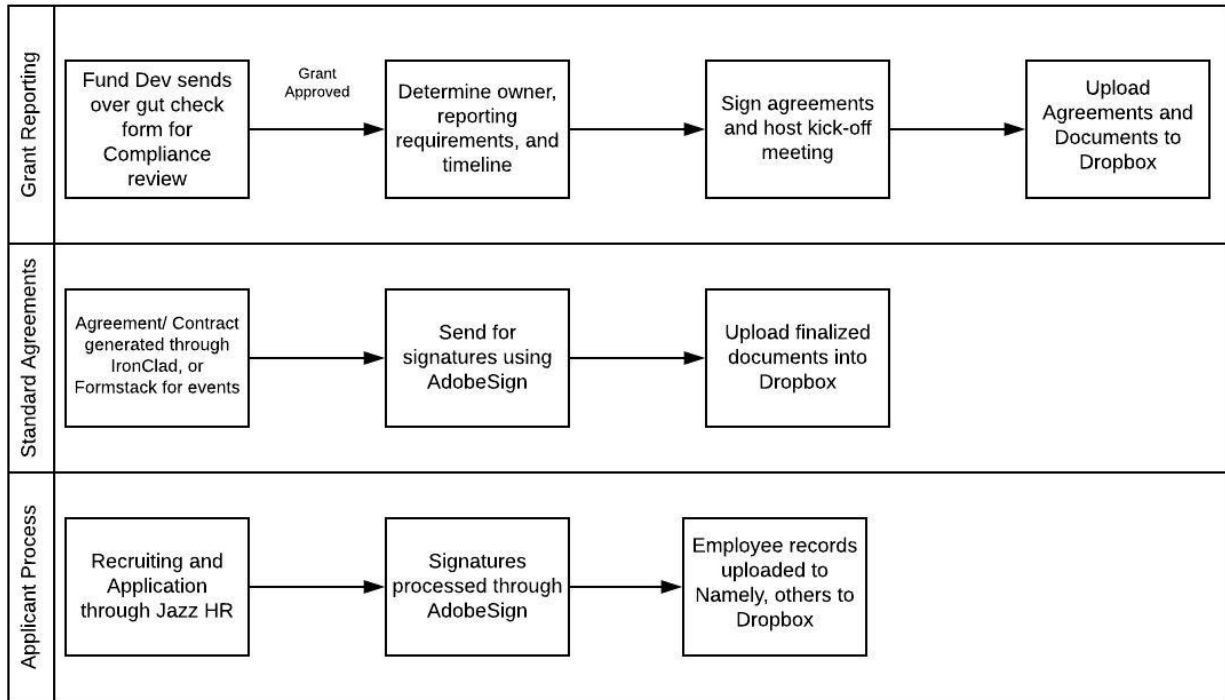 Grant Reporting
Fund Dev sends
over gut check
form for
Compliance
review
Grant
Approved
Determine owner,
reporting
requirements, and
timeline
Sign agreements
and host kick-off
meeting
Upload
Agreements and
Documents to
Dropbox
Standard Agreements
Agreement/ Contract
generated through
IronClad, or
Formstack for events
Send for
signatures using
AdobeSign
Upload finalized
documents into
Dropbox
Applicant Process
Recruiting and
Application
through Jazz HR
Signatures
processed through
AdobeSign
Employee records
uploaded to
Namely, others to
Dropbox